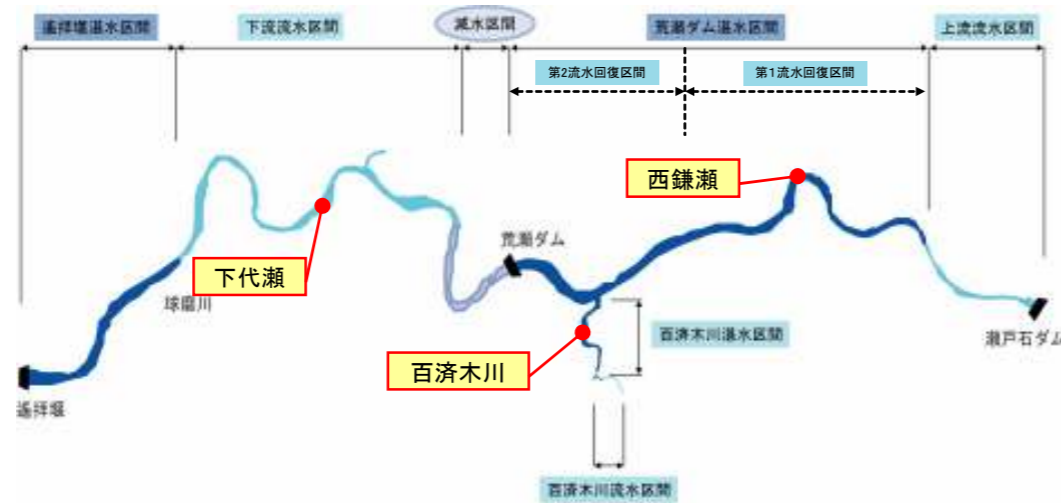 遙拝堰湛水区間
下流流水区間
減水区間
荒瀬ダム湛水区間
上流流水区間
第2流水回復区間
第1流水回復区間
西鎌瀬
荒瀬ダム
下代瀬
球磨川
百済木川湛水区間
瀬戸石ダム
百済木川
遙拝堰
百済木川流水区間